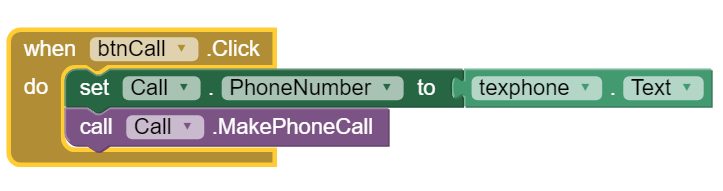 when btnCall .Click
do set Call . PhoneNumber to texphone . Text
call Call .MakePhoneCall